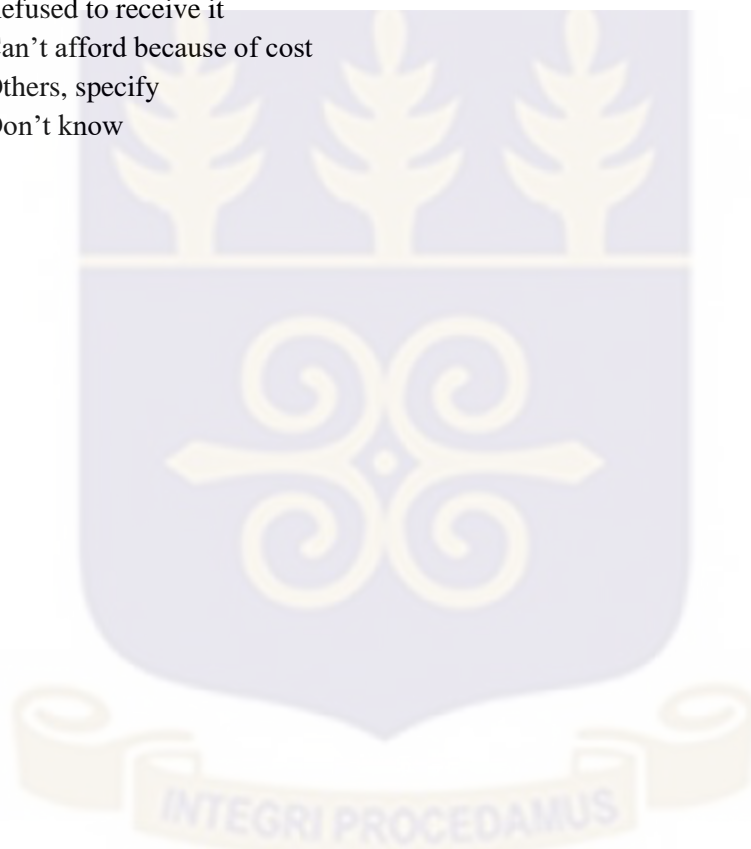 efused to receive it
an't afford because of cost
thers, specify
on't know
INTEGRI PROCEDAMUS